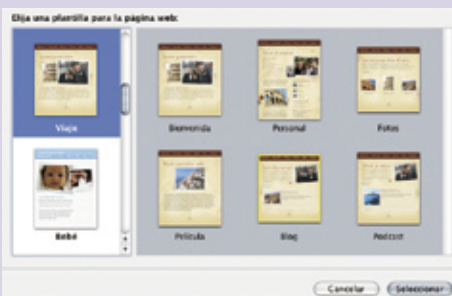 Elija una plantilla para la página web:
Viaje
Bienvenida
Personal
Fotos
Bebé
Película
Blog
Podcast
Cancelar
Seleccionar